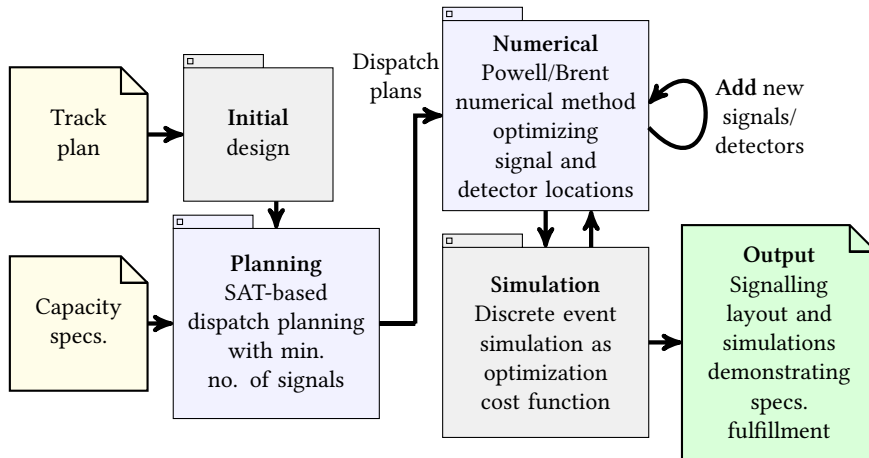 Track
plan
Initial
design
Capacity
specs.
Planning
SAT-based
dispatch planning
with min.
no. of signals
Dispatch
plans
Numerical
Powell/Brent
numerical method
optimizing
signal and
detector locations
Add new
signals/
detectors
Simulation
Discrete event
simulation as
optimization
cost function
Output
Signalling
layout and
simulations
demonstrating
specs.
fulfillment